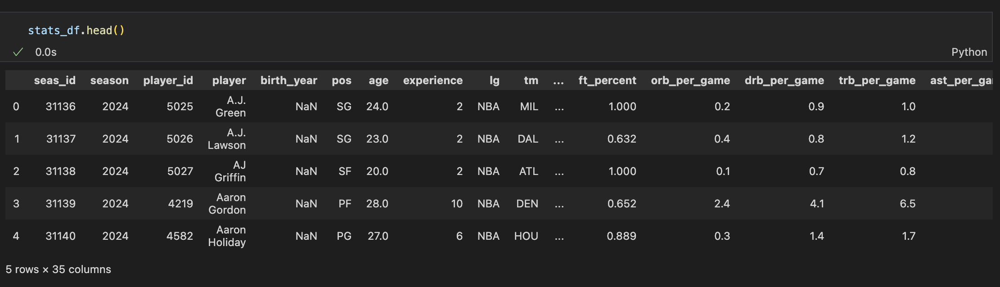 stats_df.head()
0.0s
Python
seas_id season player_id player birth_year pos age experience lg tm ... ft_percent orb_per_game drb_per_game trb_per_game ast_per_ga
0 31136 2024 5025 A.J. Green NaN SG 24.0 2 NBA MIL ... 1.000 0.2 0.9 1.0
1 31137 2024 5026 A.J. Lawson NaN SG 23.0 2 NBA DAL ... 0.632 0.4 0.8 1.2
2 31138 2024 5027 AJ Griffin NaN SF 20.0 2 NBA ATL ... 1.000 0.1 0.7 0.8
3 31139 2024 4219 Aaron Gordon NaN PF 28.0 10 NBA DEN ... 0.652 2.4 4.1 6.5
4 31140 2024 4582 Aaron Holiday NaN PG 27.0 6 NBA HOU ... 0.889 0.3 1.4 1.7
5 rows × 35 columns